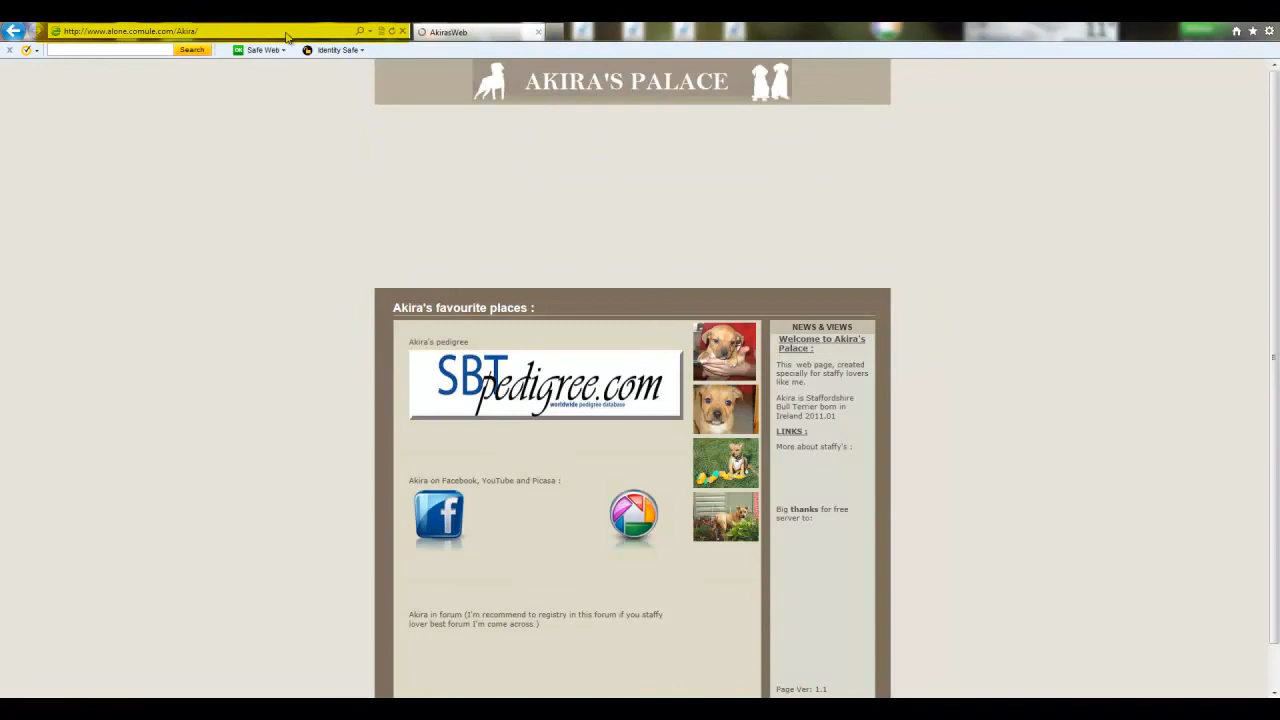 http://www.alone.comule.com/Akira/
AkirasWeb
Search
Safe Web
Identity Safe
AKIRA'S PALACE
Akira's favourite places :
Akira's pedigree
SBTpedigree.com
worldwide pedigree database
Akira on Facebook, YouTube and Picasa :
Akira in forum (I'm recommend to registry in this forum if you staffy
lover best forum I'm come across )
NEWS & VIEWS
Welcome to Akira's
Palace :
This web page, created
specially for staffy lovers
like me.
Akira is Staffordshire
Bull Terrier born in
Ireland 2011.01
LINKS :
More about staffy's :
Big thanks for free
server to:
Page Ver: 1.1